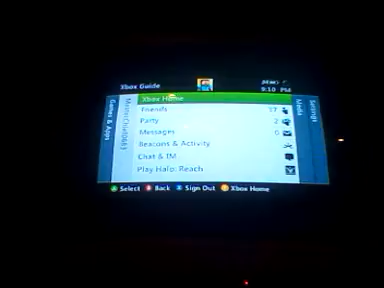 Xbox Guide
9:10 PM
Games & Apps
Xbox Home
Friends 37
Party 2
Messages 0
Beacons & Activity
Chat & IM
Play Halo: Reach
Media
Settings
Select Back Sign Out Xbox Home